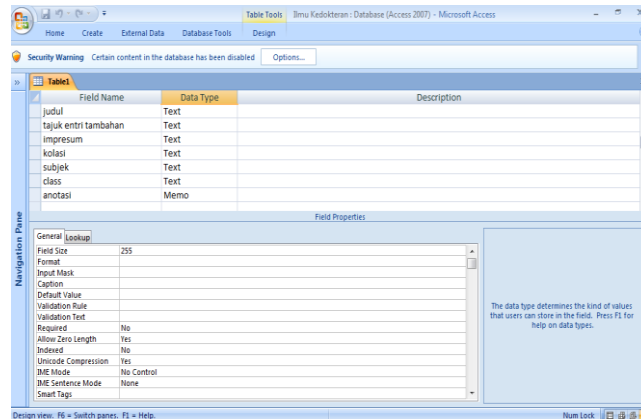 Table Tools Ilmu Kedokteran : Database (Access 2007) - Microsoft Access
Home Create External Data Database Tools Design
Security Warning Certain content in the database has been disabled Options...
» Table1
Field Name Data Type Description
judul Text
tajuk entri tambahan Text
impresum Text
kolasi Text
subjek Text
class Text
anotasi Memo
Navigation Pane
Field Properties
General Lookup
Field Size 255
Format
Input Mask
Caption
Default Value
Validation Rule
Validation Text
Required No
Allow Zero Length Yes
Indexed No
Unicode Compression Yes
IME Mode No Control
IME Sentence Mode None
Smart Tags
The data type determines the kind of values
that users can store in the field. Press F1 for
help on data types.
Design view. F6 = Switch panes. F1 = Help. Num Lock